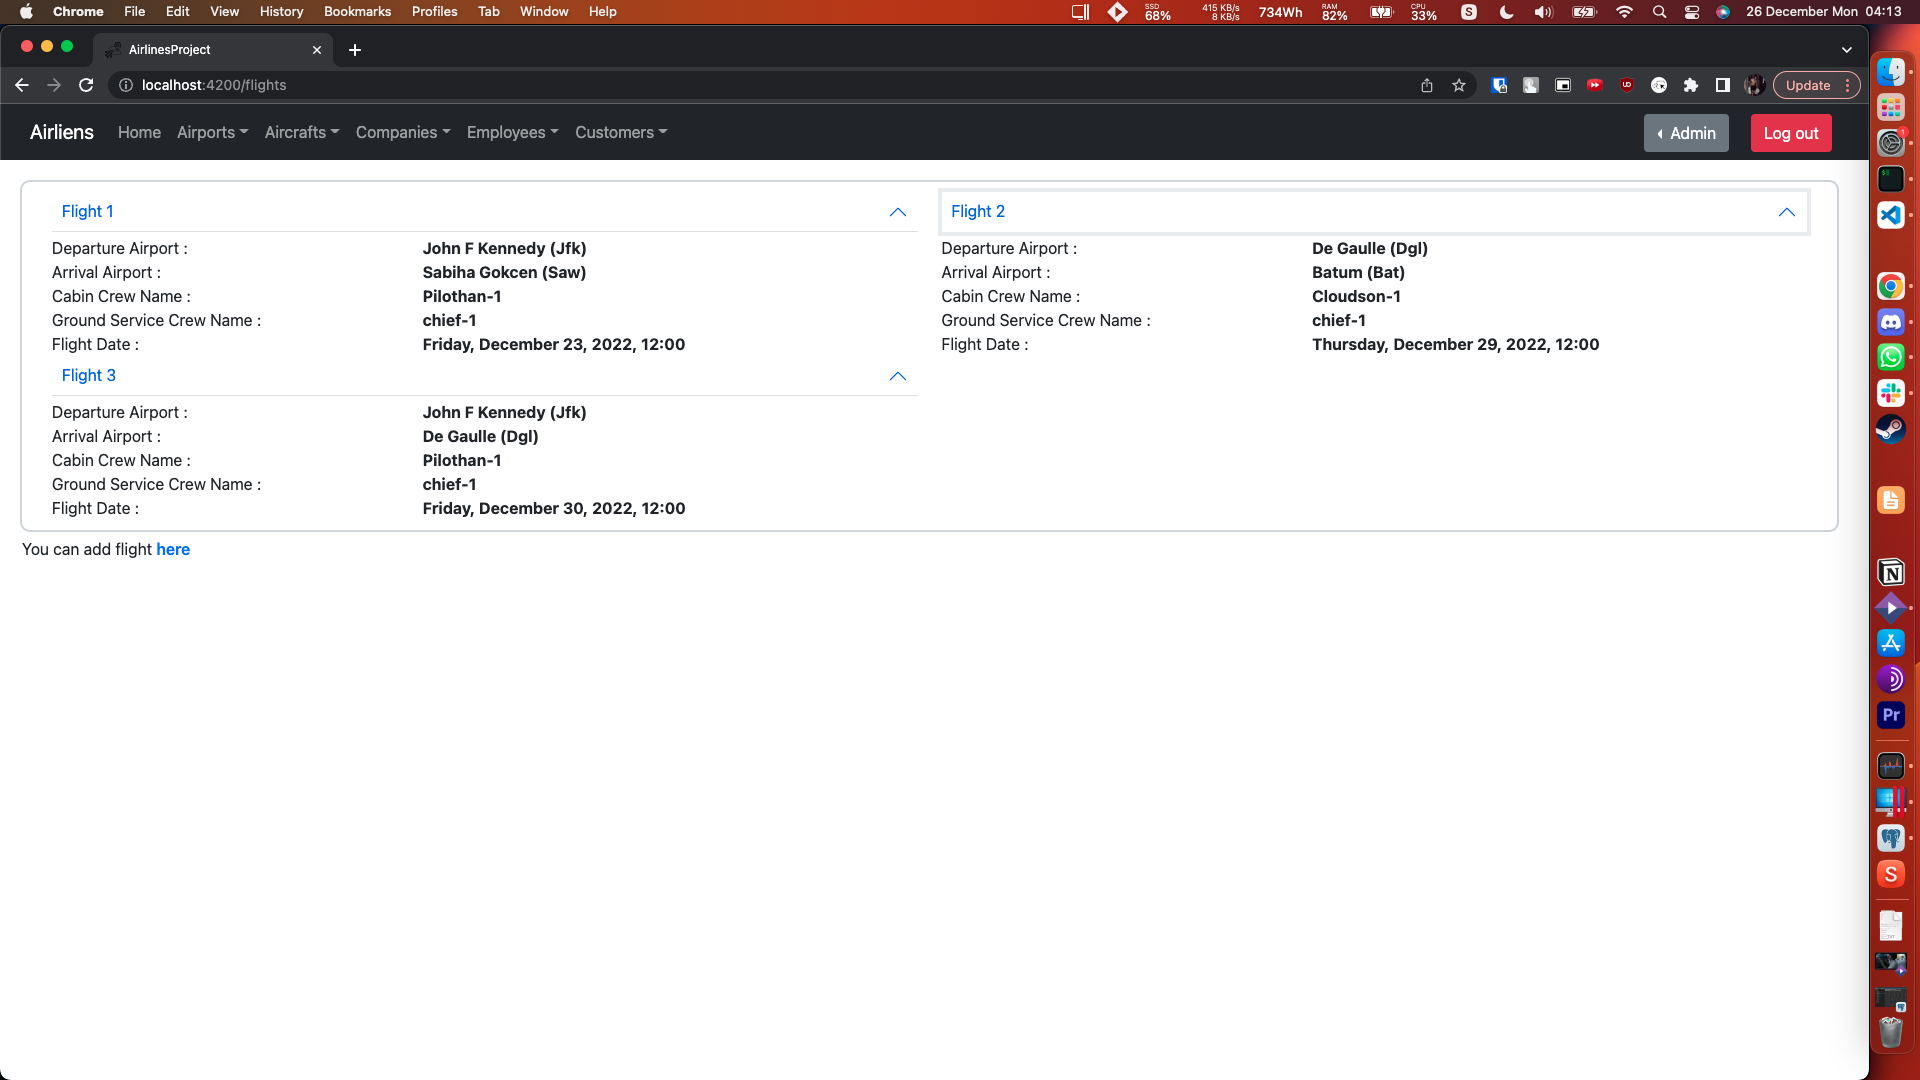 Chrome File Edit View History Bookmarks Profiles Tab Window Help SSD 68% 415 KB/s 8 KB/s 734Wh RAM 82% CPU 33% S 26 December Mon 04:13
AirlinesProject
localhost:4200/flights Update
Airliens Home Airports Aircrafts Companies Employees Customers Admin Log out
Flight 1
Departure Airport : John F Kennedy (Jfk)
Arrival Airport : Sabiha Gokcen (Saw)
Cabin Crew Name : Pilothan-1
Ground Service Crew Name : chief-1
Flight Date : Friday, December 23, 2022, 12:00
Flight 2
Departure Airport : De Gaulle (Dgl)
Arrival Airport : Batum (Bat)
Cabin Crew Name : Cloudson-1
Ground Service Crew Name : chief-1
Flight Date : Thursday, December 29, 2022, 12:00
Flight 3
Departure Airport : John F Kennedy (Jfk)
Arrival Airport : De Gaulle (Dgl)
Cabin Crew Name : Pilothan-1
Ground Service Crew Name : chief-1
Flight Date : Friday, December 30, 2022, 12:00
You can add flight here
1
N
Pr
S